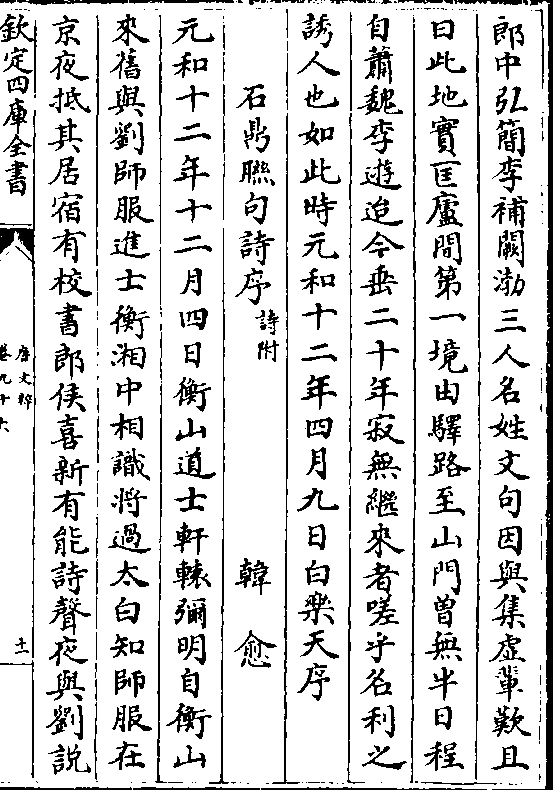 郎中弘簡李補闕渤三人名姓文句因與集虛輩歎且
曰此地實匡廬間第一境由驛路至山門曾無半日程
自蕭魏李遊迨今垂二十年寂無繼來者嗟乎名利之
誘人也如此時元和十二年四月九日白樂天序
石鼎聯句詩序詩附 韓愈
元和十二年十二月四日衡山道士軒轅彌明自衡山
來舊與劉師服進士衡湘中相識將過太白知師服在
京夜抵其居宿有校書郎侯喜新有能詩聲夜與劉説
欽定四庫全書
唐文粹
卷九十六
十一